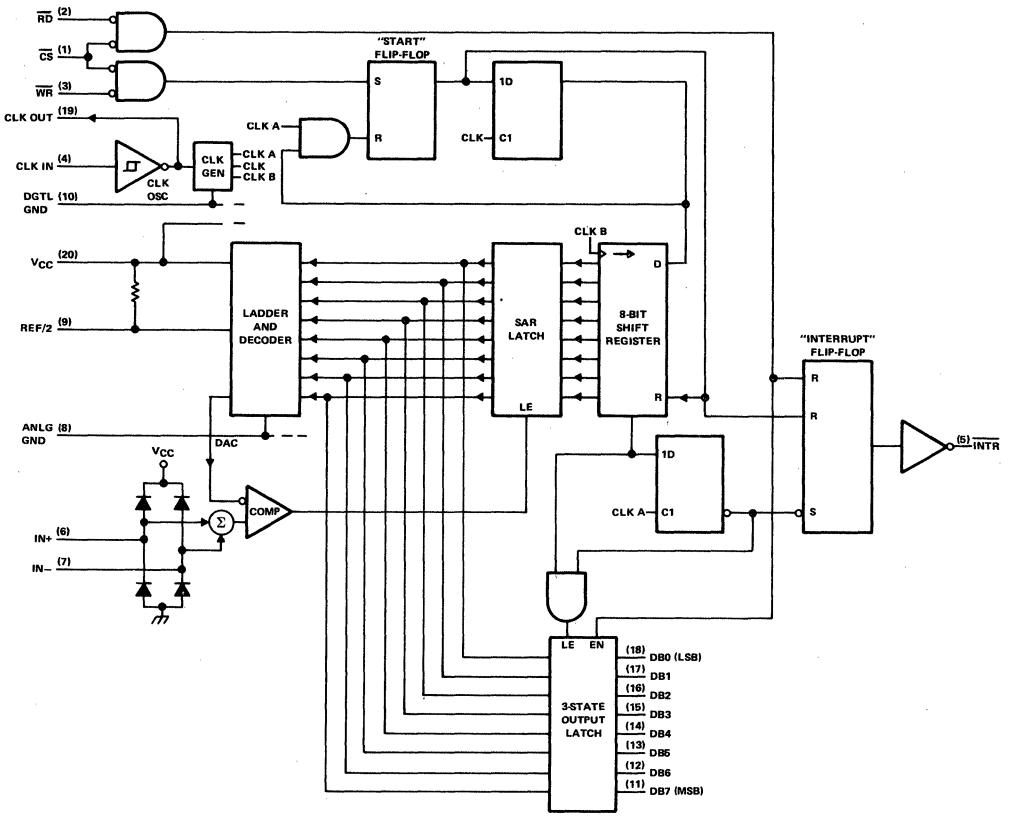 RD (2)
CS (1)
WR (3)
CLK OUT (19)
CLK IN (4)
CLK
OSC
CLK
GEN
CLK A
CLK
CLK B
DGTL (10)
GND
"START"
FLIP-FLOP
S
R
CLK A
1D
C1
CLK
VCC (20)
REF/2 (9)
ANLG (8)
GND
LADDER
AND
DECODER
DAC
SAR
LATCH
LE
CLK B
D
8-BIT
SHIFT
REGISTER
R
"INTERRUPT"
FLIP-FLOP
R
R
S
(5) INTR
1D
C1
CLK A
VCC
COMP
Σ
IN+ (6)
IN– (7)
LE EN
3-STATE
OUTPUT
LATCH
(18) DB0 (LSB)
(17) DB1
(16) DB2
(15) DB3
(14) DB4
(13) DB5
(12) DB6
(11) DB7 (MSB)